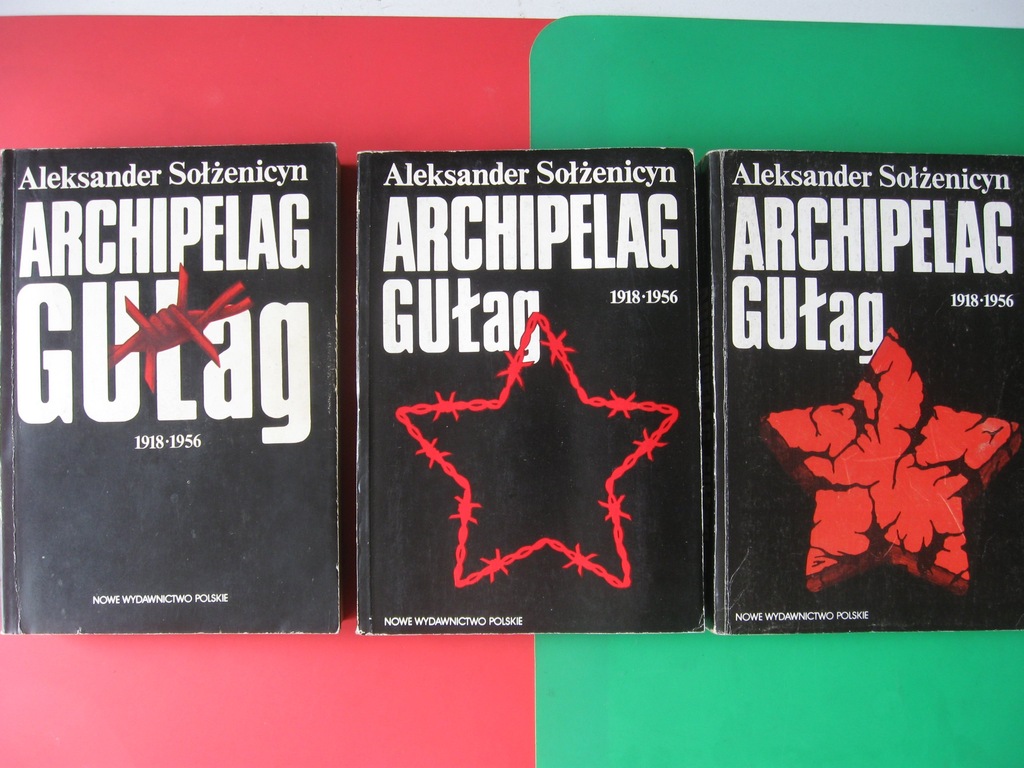 Aleksander Sołżenicyn
ARCHIPELAG
GUŁag
1918·1956
NOWE WYDAWNICTWO POLSKIE
Aleksander Sołżenicyn
ARCHIPELAG
GUŁag
1918·1956
NOWE WYDAWNICTWO POLSKIE
Aleksander Sołżenicyn
ARCHIPELAG
GUŁag
1918·1956
NOWE WYDAWNICTWO POLSKIE